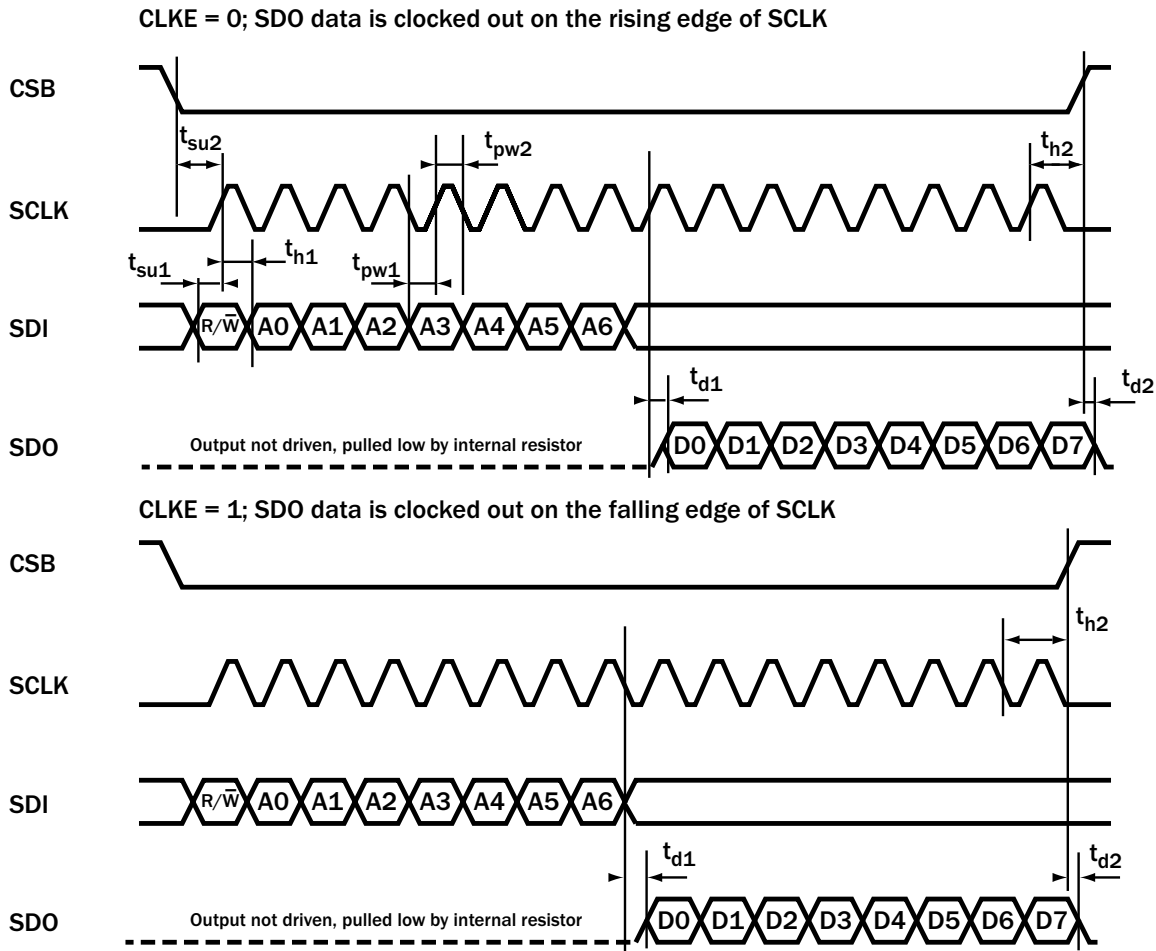 CLKE = 0; SDO data is clocked out on the rising edge of SCLK
CSB
tsu2
tpw2
th2
SCLK
tsu1
th1
tpw1
SDI
R/W̅ A0 A1 A2 A3 A4 A5 A6
td1
td2
SDO
Output not driven, pulled low by internal resistor
D0 D1 D2 D3 D4 D5 D6 D7
CLKE = 1; SDO data is clocked out on the falling edge of SCLK
CSB
th2
SCLK
SDI
R/W̅ A0 A1 A2 A3 A4 A5 A6
td1
td2
SDO
Output not driven, pulled low by internal resistor
D0 D1 D2 D3 D4 D5 D6 D7